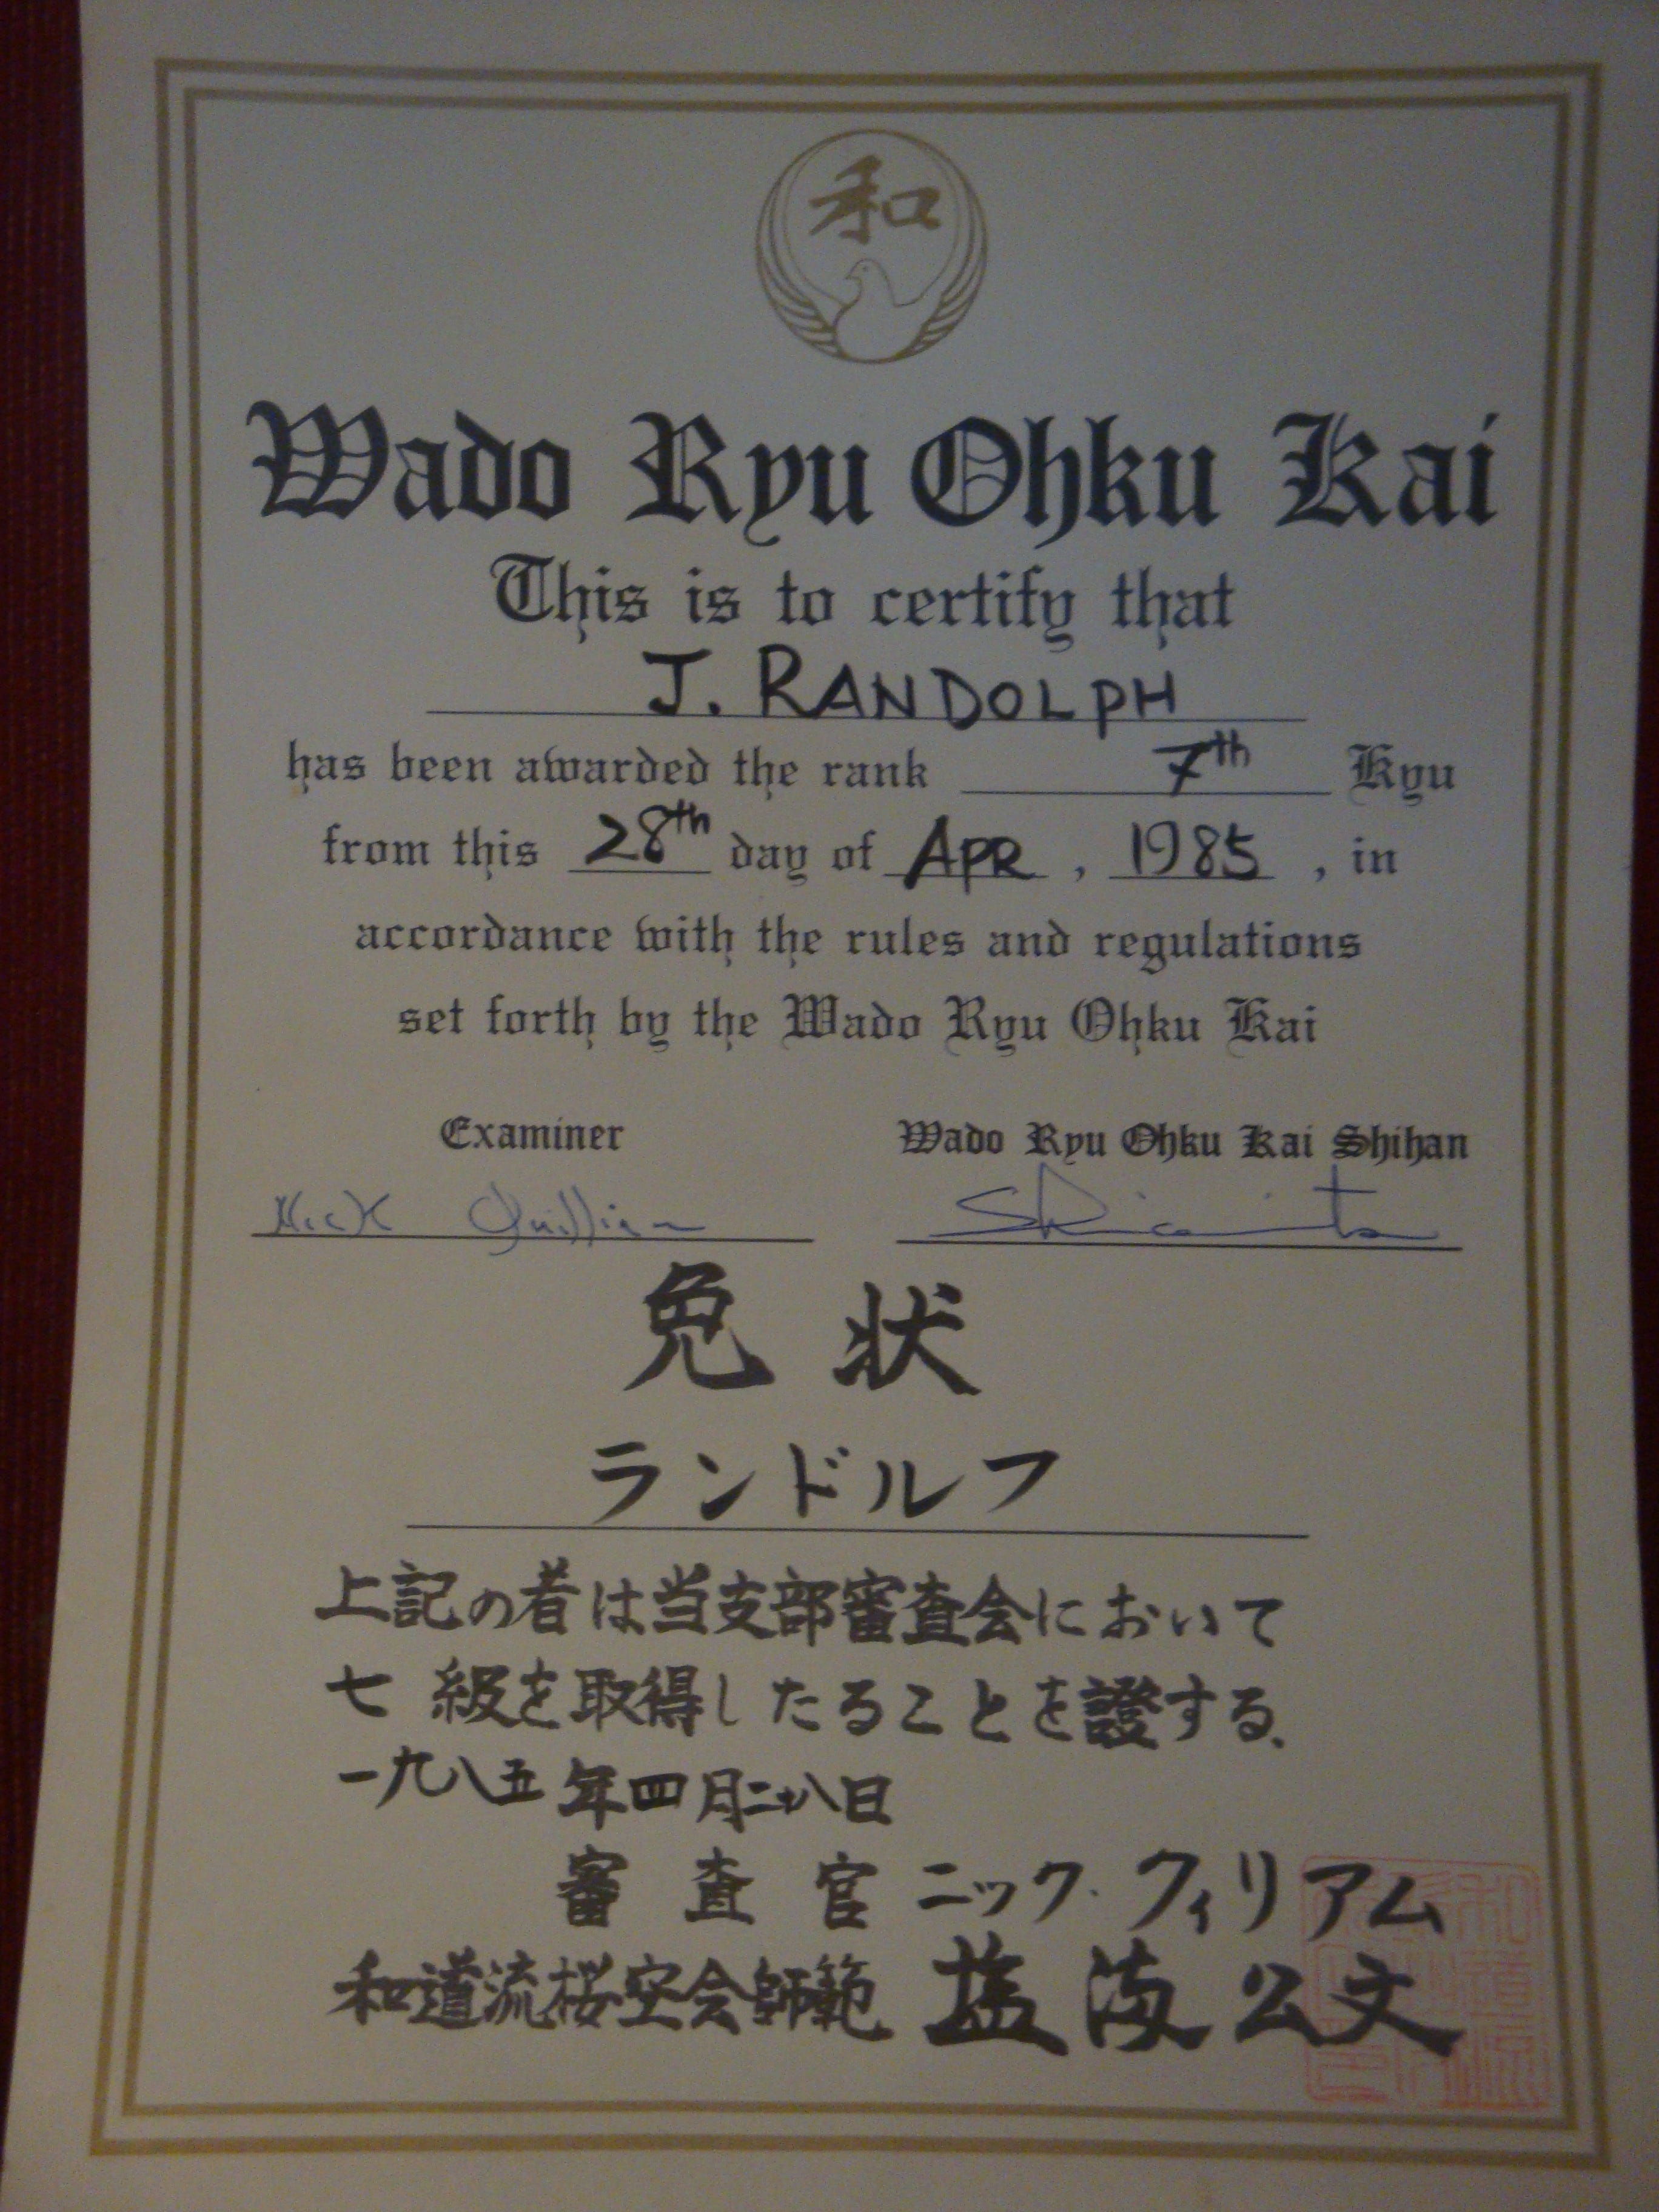 和
Wado Ryu Ohku Kai
This is to certify that
J. RANDOLPH
has been awarded the rank 7th Kyu
from this 28th day of APR , 1985 , in
accordance with the rules and regulations
set forth by the Wado Ryu Ohku Kai
Examiner Wado Ryu Ohku Kai Shihan
Nick
免状
ランドルフ
上記の者は当支部審査会において
七級を取得したることを證する.
一九八五年四月二十八日
審査官 ニック・クィリアム
和道流桜空会師範 塩海公文